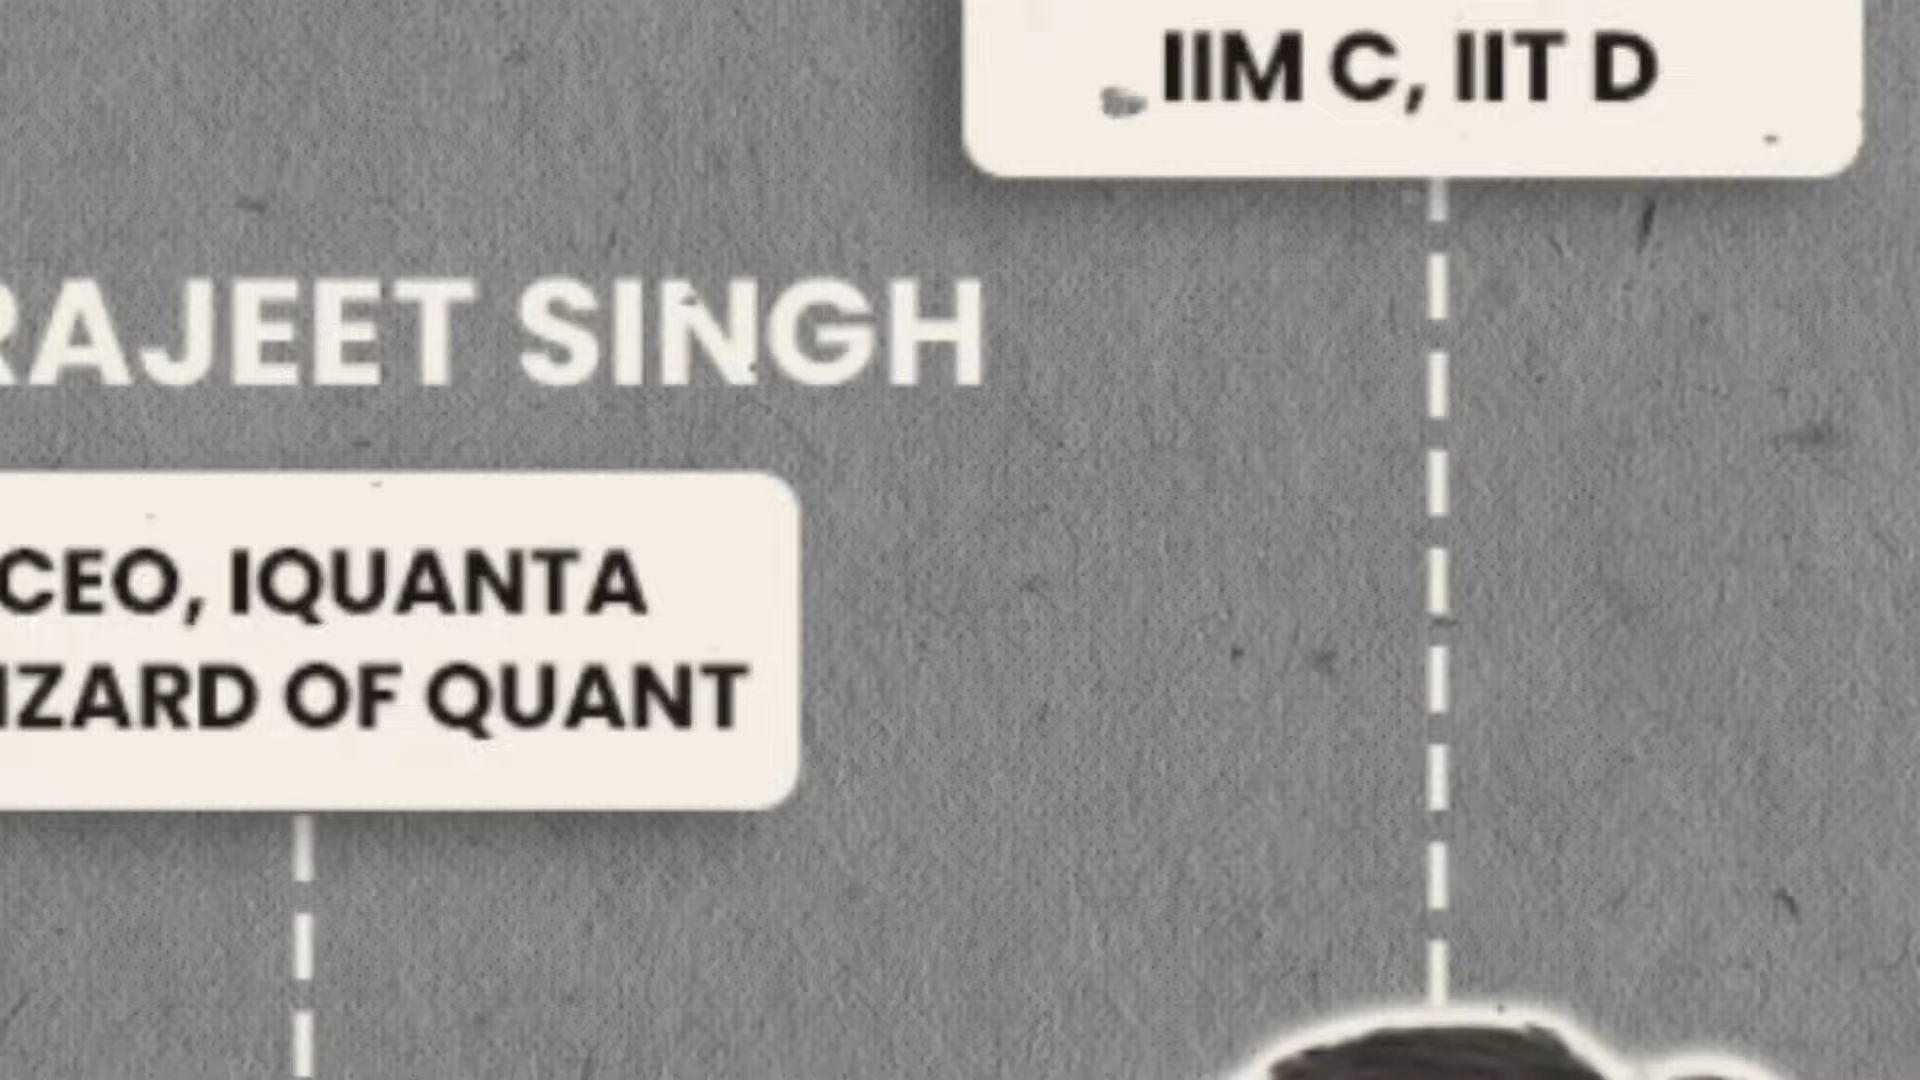 IIM C, IIT D
RAJEET SINGH
CEO, IQUANTA
IZARD OF QUANT